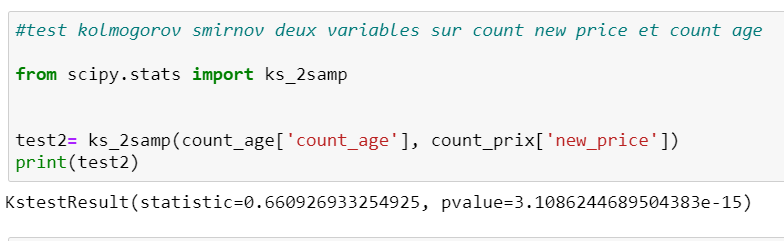 #test kolmogorov smirnov deux variables sur count new price et count age
from scipy.stats import ks_2samp
test2= ks_2samp(count_age['count_age'], count_prix['new_price'])
print(test2)
KstestResult(statistic=0.660926933254925, pvalue=3.1086244689504383e-15)